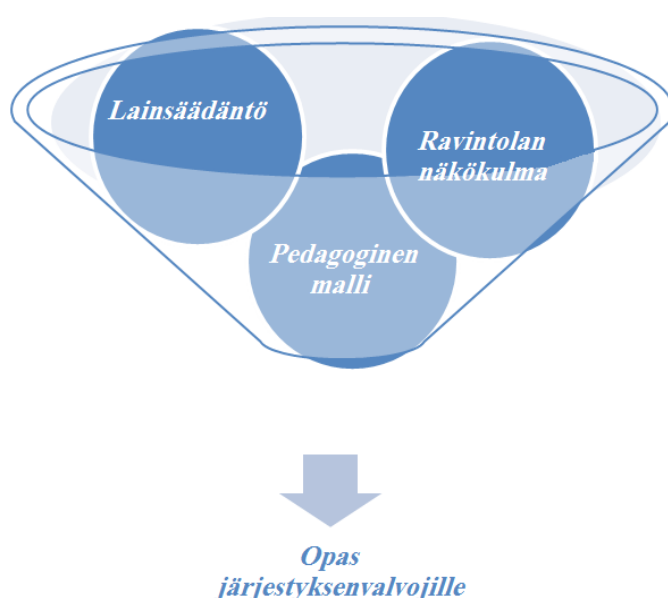 Lainsäädäntö
Ravintolan
näkökulma
Pedagoginen
malli
Opas
järjestyksenvalvojille